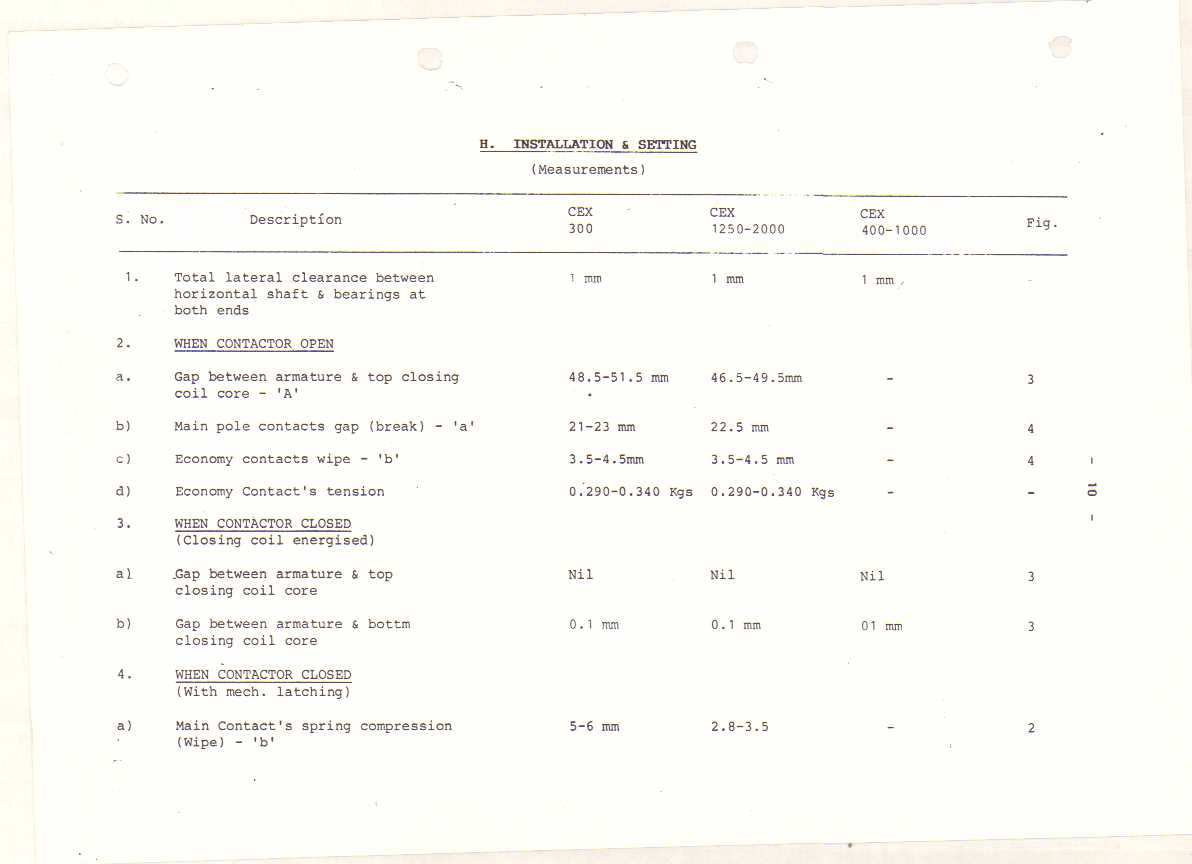 H. INSTALLATION & SETTING
(Measurements)
S. No. Description CEX 300 CEX 1250-2000 CEX 400-1000 Fig.
1. Total lateral clearance between 1 mm 1 mm 1 mm -
horizontal shaft & bearings at
both ends
2. WHEN CONTACTOR OPEN
a. Gap between armature & top closing 48.5-51.5 mm 46.5-49.5mm - 3
coil core - 'A'
b) Main pole contacts gap (break) - 'a' 21-23 mm 22.5 mm - 4
c) Economy contacts wipe - 'b' 3.5-4.5mm 3.5-4.5 mm - 4
d) Economy Contact's tension 0.290-0.340 Kgs 0.290-0.340 Kgs - -
3. WHEN CONTACTOR CLOSED
(Closing coil energised)
a) Gap between armature & top Nil Nil Nil 3
closing coil core
b) Gap between armature & bottm 0.1 mm 0.1 mm 01 mm 3
closing coil core
4. WHEN CONTACTOR CLOSED
(With mech. latching)
a) Main Contact's spring compression 5-6 mm 2.8-3.5 - 2
(Wipe) - 'b'
- 10 -